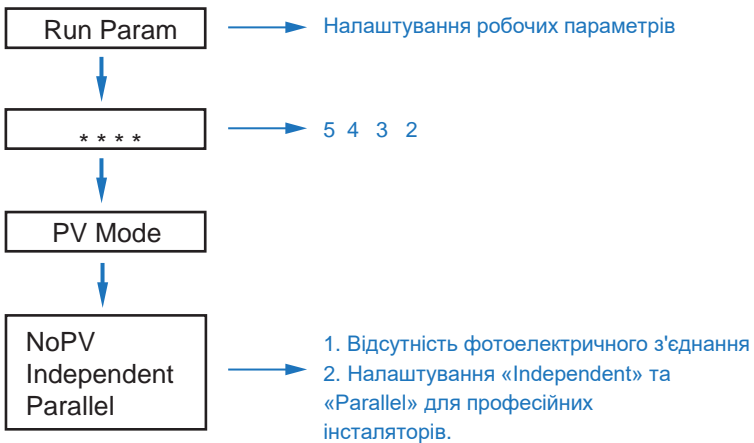 Run Param
Налаштування робочих параметрів
* * * *
5 4 3 2
PV Mode
NoPV
Independent
Parallel
1. Відсутність фотоелектричного з'єднання
2. Налаштування «Independent» та
«Parallel» для професійних
інсталяторів.